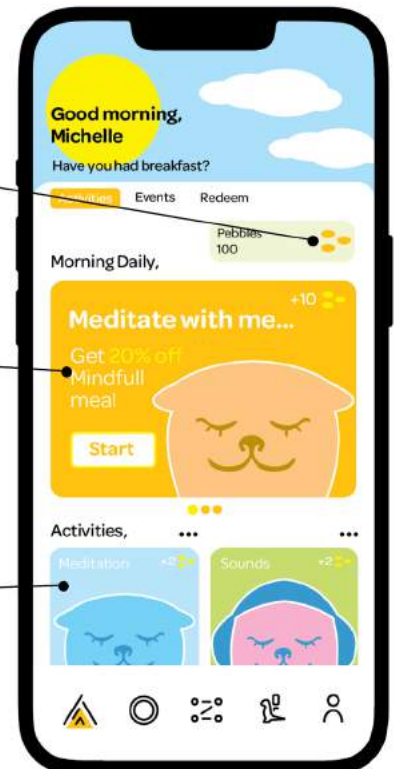 Good morning,
Michelle
Have you had breakfast?
Activities Events Redeem
Pebbles
100
Morning Daily,
+10
Meditate with me...
Get 20% off
Mindfull
meal
Start
Activities,
Meditation +2
Sounds +2